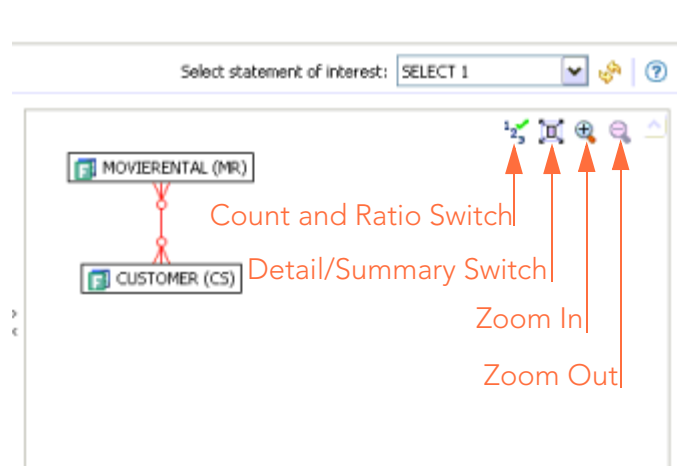 Select statement of interest: SELECT 1
MOVIERENTAL (MR)
Count and Ratio Switch
CUSTOMER (CS)
Detail/Summary Switch
Zoom In
Zoom Out